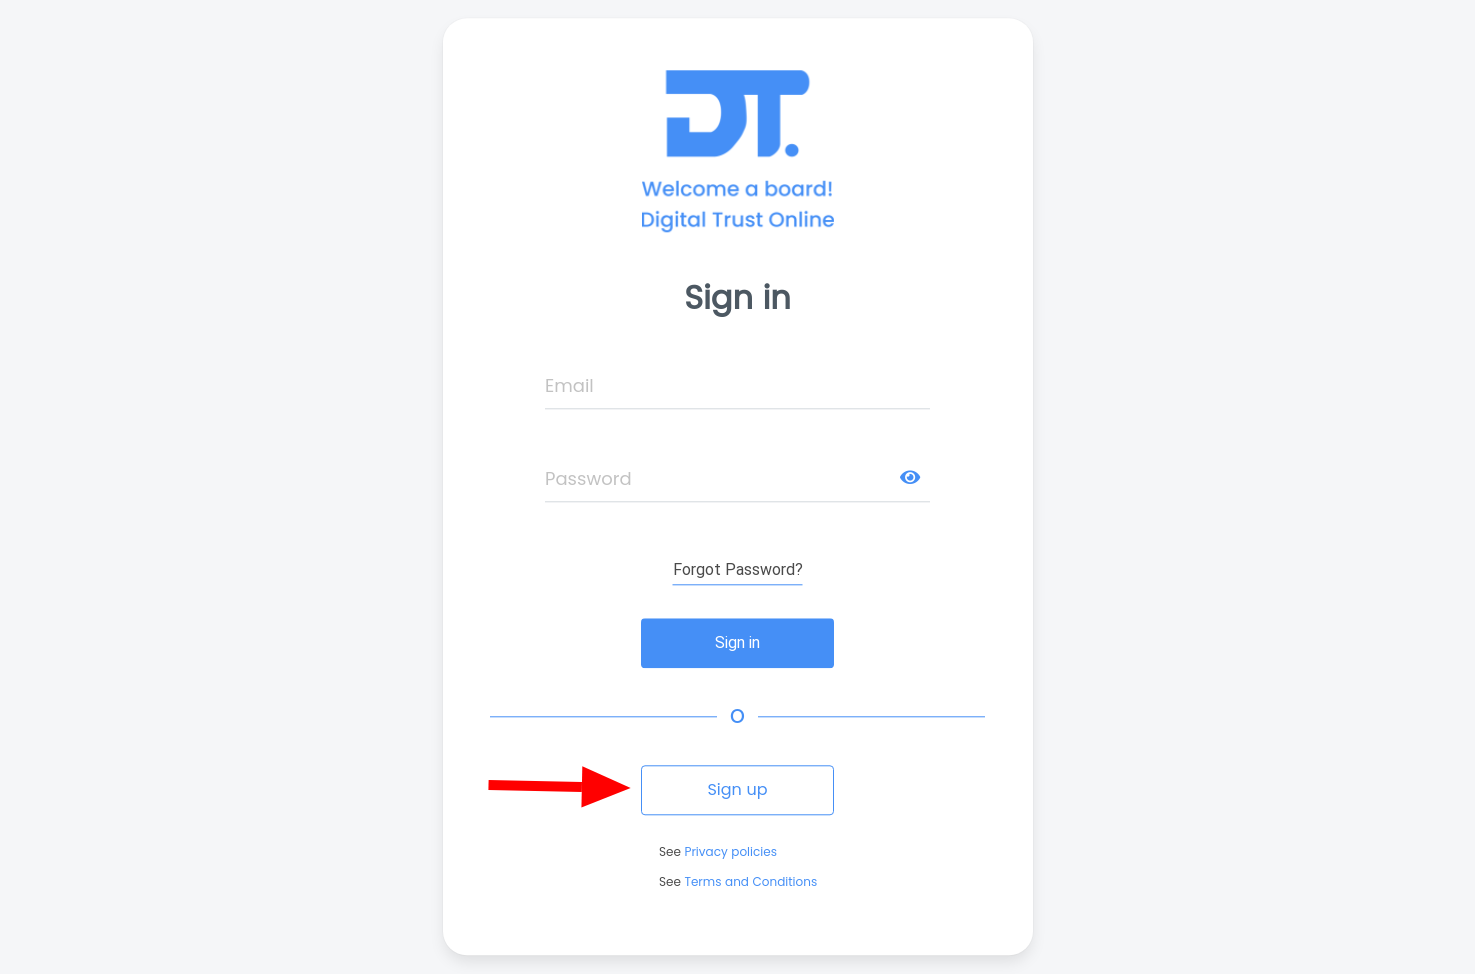 DT.
Welcome a board!
Digital Trust Online
Sign in
Email
Password
Forgot Password?
Sign in
O
Sign up
See Privacy policies
See Terms and Conditions